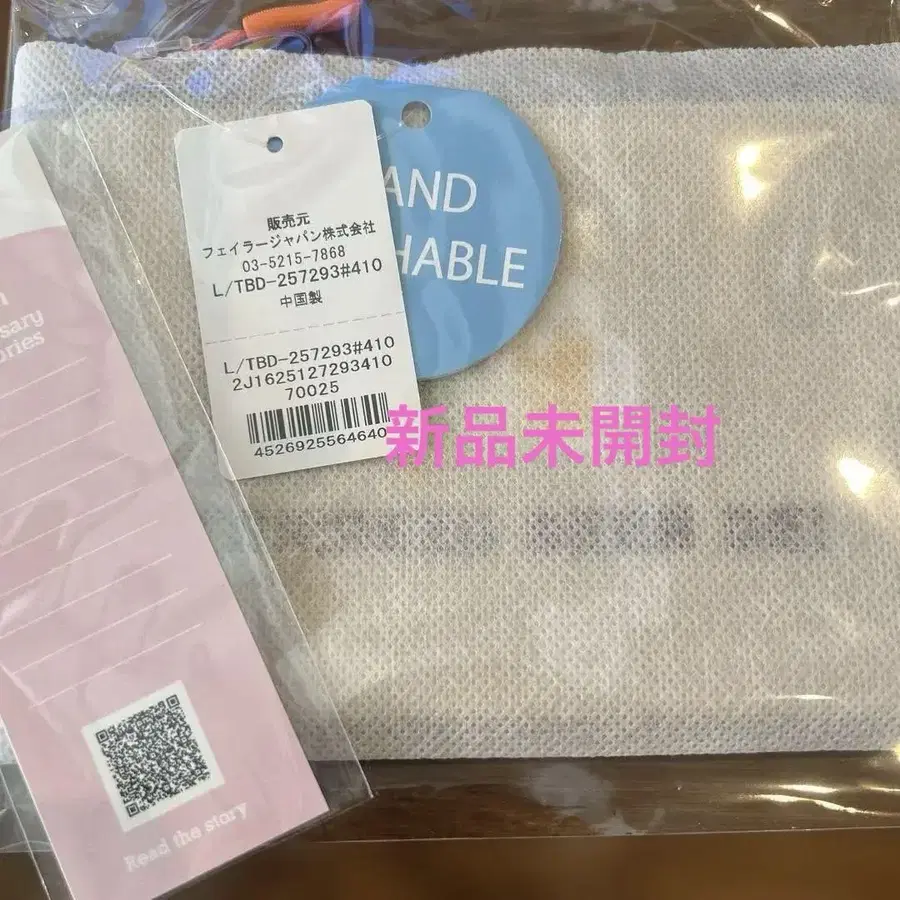 販売元
フェイラージャパン株式会社
03-5215-7868
L/TBD-257293#410
中国製
L/TBD-257293#410
2J1625127293410
70025
4526925564640
AND
HABLE
新品未開封
sary
ories
Read the story